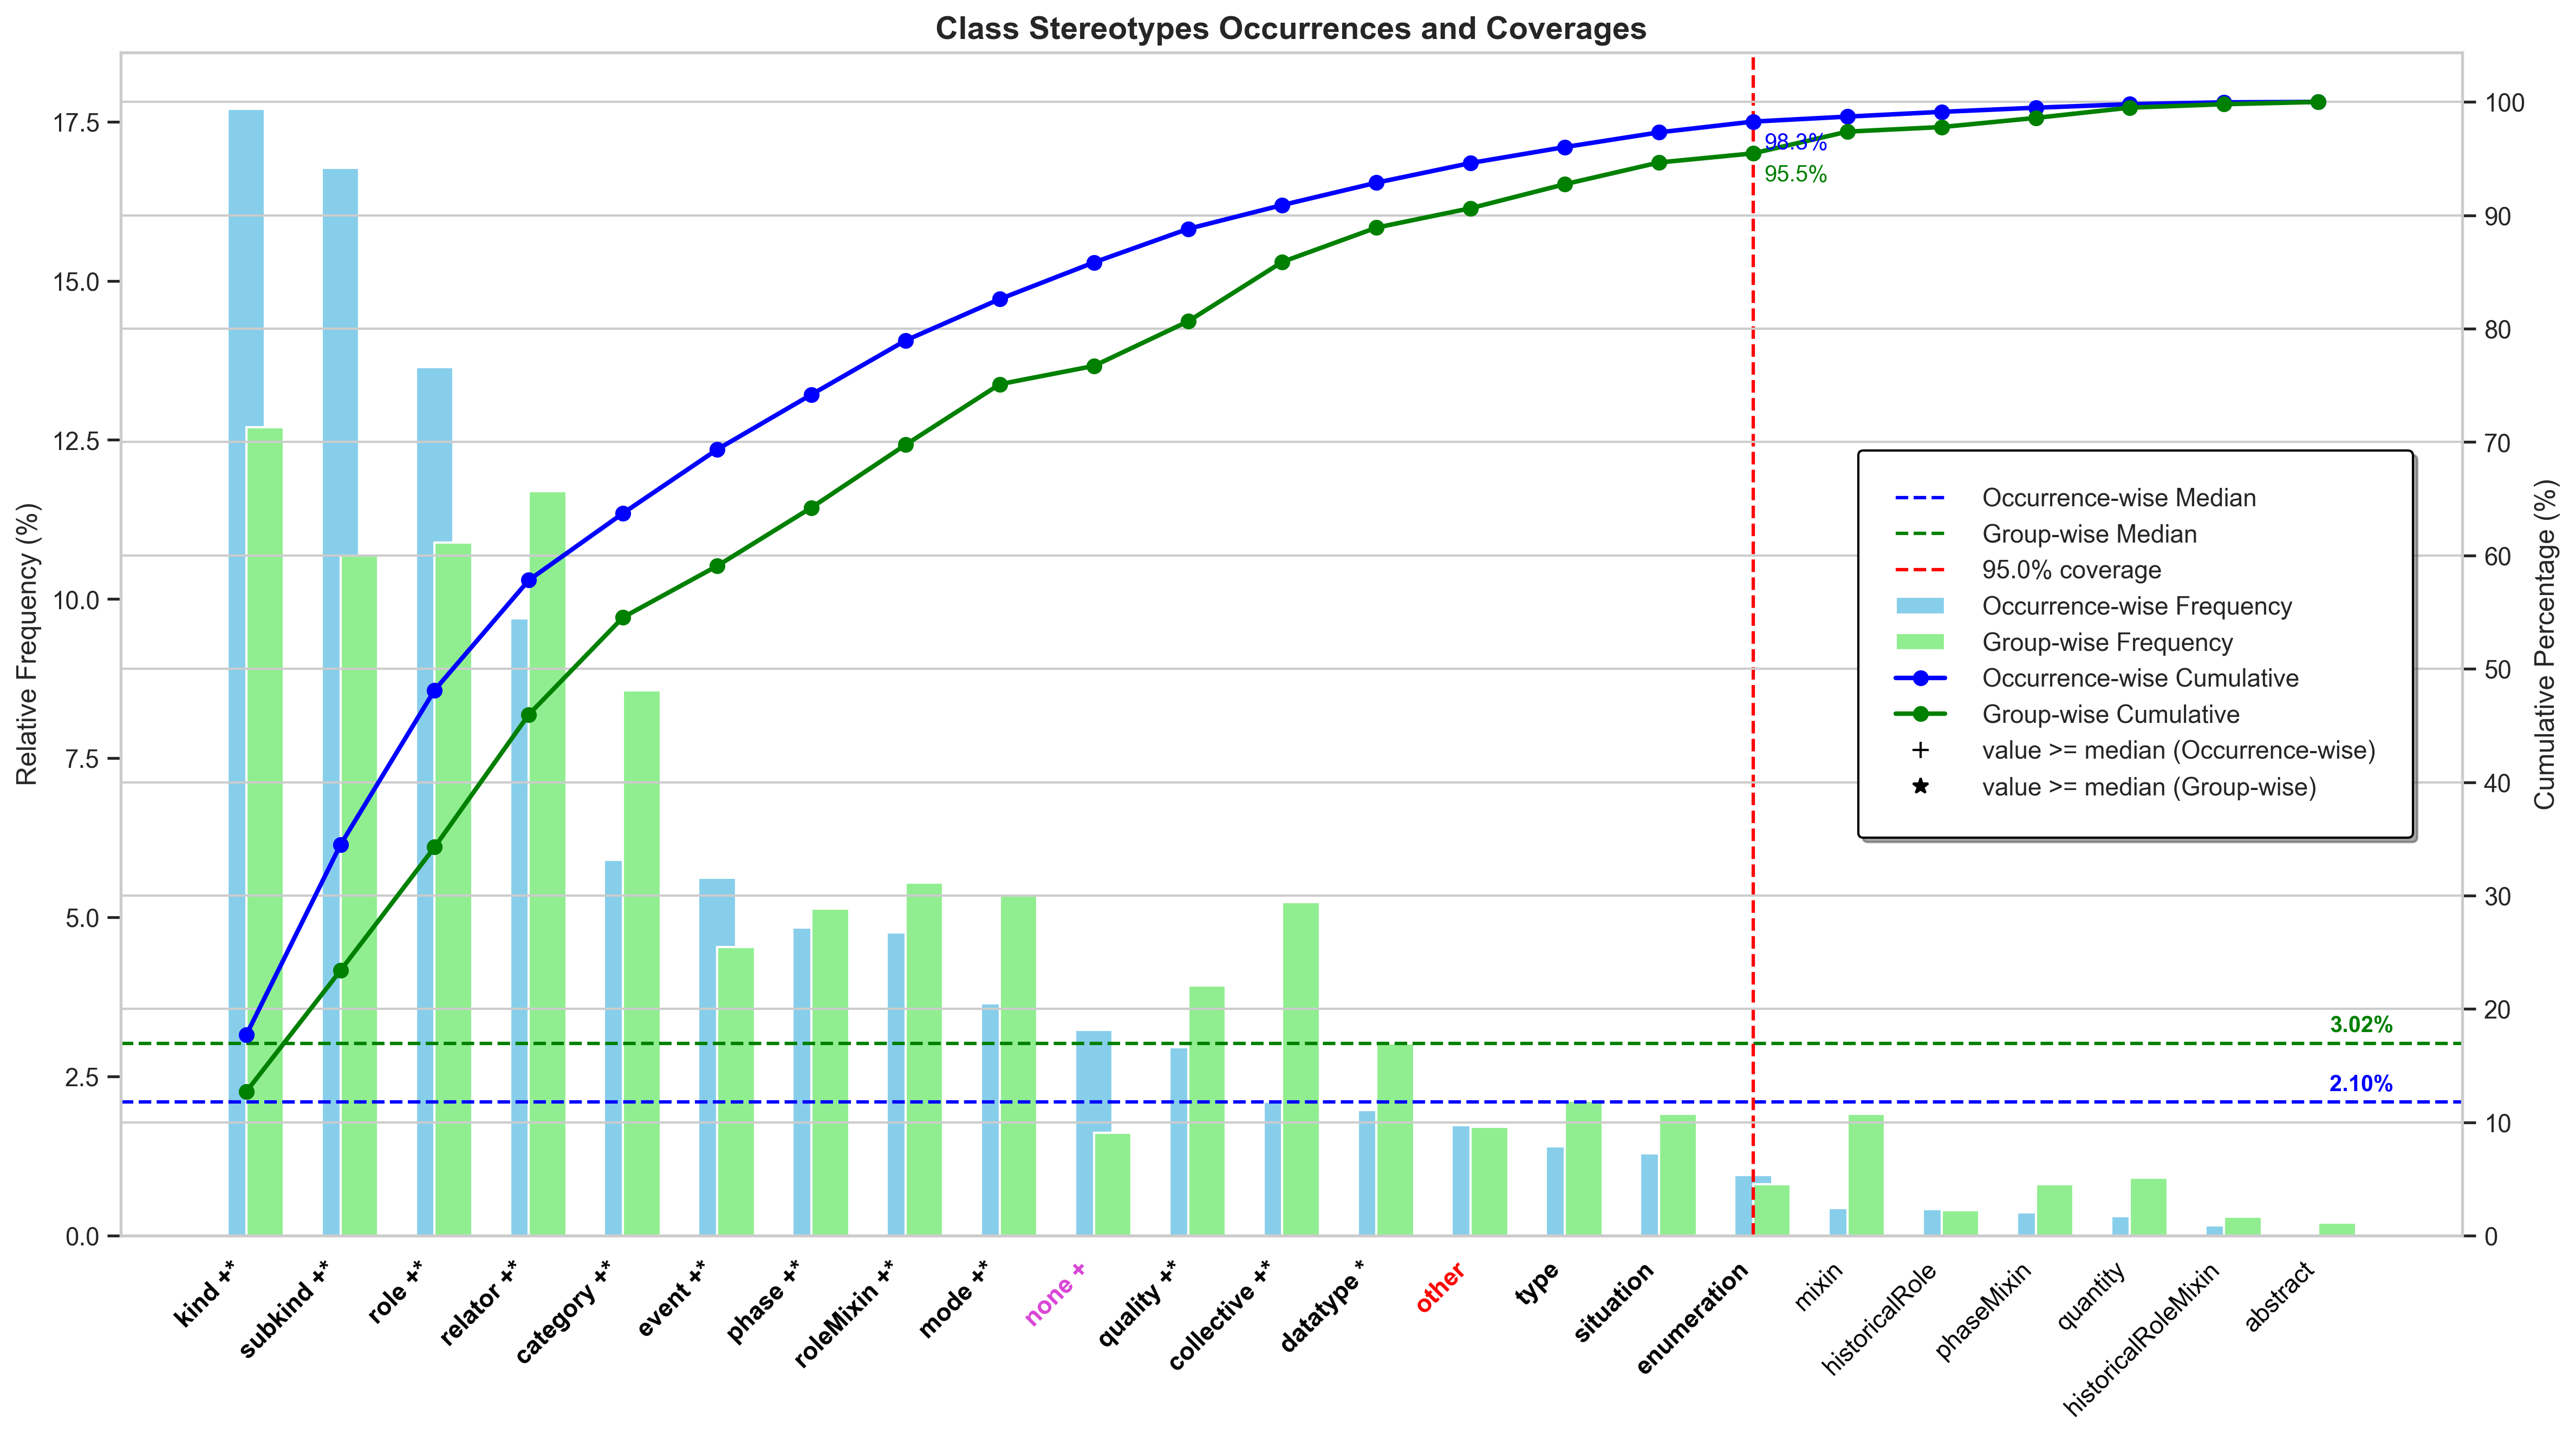 Class Stereotypes Occurrences and Coverages
Relative Frequency (%)
17.5
15.0
12.5
10.0
7.5
5.0
2.5
0.0
Cumulative Percentage (%)
100
90
80
70
60
50
40
30
20
10
0
98.3%
95.5%
Occurrence-wise Median
Group-wise Median
95.0% coverage
Occurrence-wise Frequency
Group-wise Frequency
Occurrence-wise Cumulative
Group-wise Cumulative
value >= median (Occurrence-wise)
value >= median (Group-wise)
3.02%
2.10%
kind +*
subkind +*
role +*
relator +*
category +*
event +*
phase +*
roleMixin +*
mode +*
none +
quality +*
collective +*
datatype *
other
type
situation
enumeration
mixin
historicalRole
phaseMixin
quantity
historicalRoleMixin
abstract